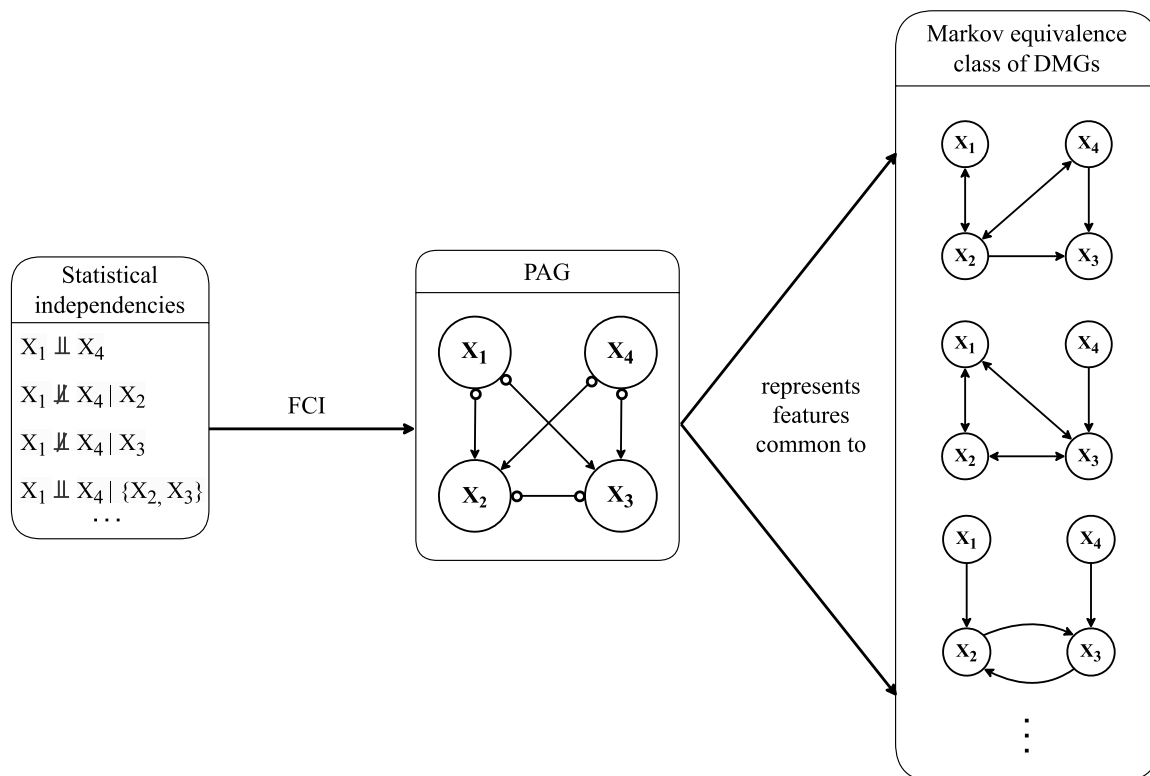 Statistical
independencies
X₁ ⫫ X₄
X₁ ⫫̸ X₄ | X₂
X₁ ⫫̸ X₄ | X₃
X₁ ⫫ X₄ | {X₂, X₃}
...
FCI
PAG
X₁
X₄
X₂
X₃
represents
features
common to
Markov equivalence
class of DMGs
X₁
X₄
X₂
X₃
X₁
X₄
X₂
X₃
X₁
X₄
X₂
X₃
⋮